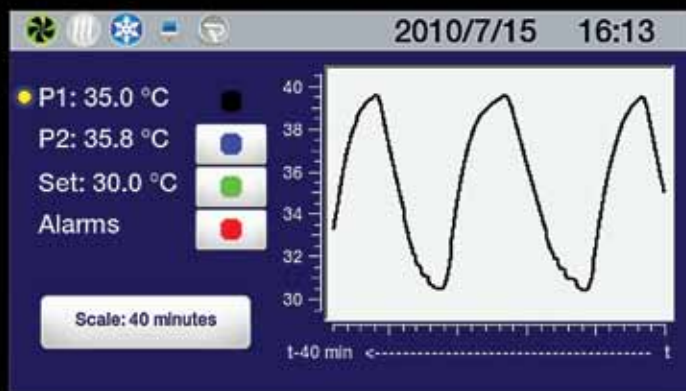 2010/7/15 16:13
P1: 35.0 °C
P2: 35.8 °C
Set: 30.0 °C
Alarms
Scale: 40 minutes
40
38
36
34
32
30
t-40 min <-------------------------------------- t